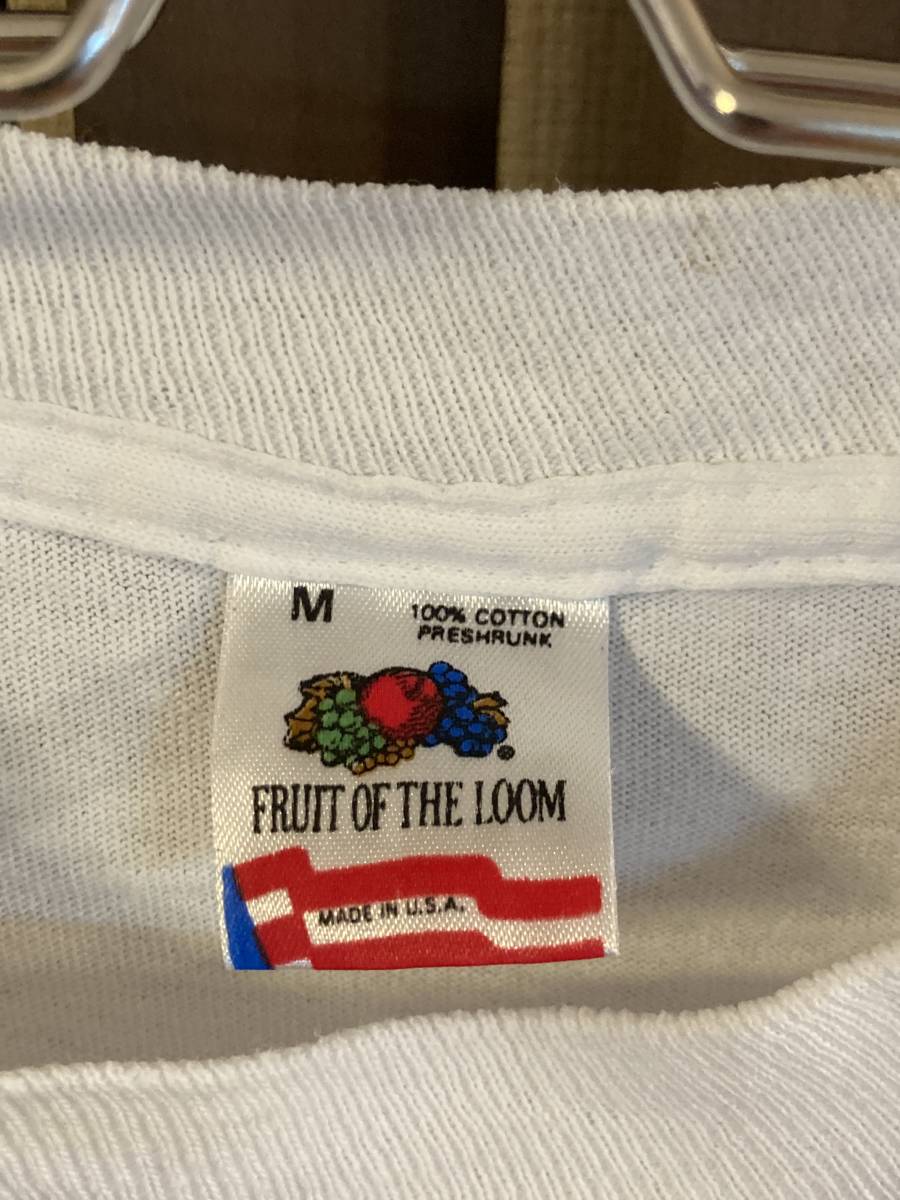 M
100% COTTON
PRESHRUNK
®
FRUIT OF THE LOOM
MADE IN U.S.A.